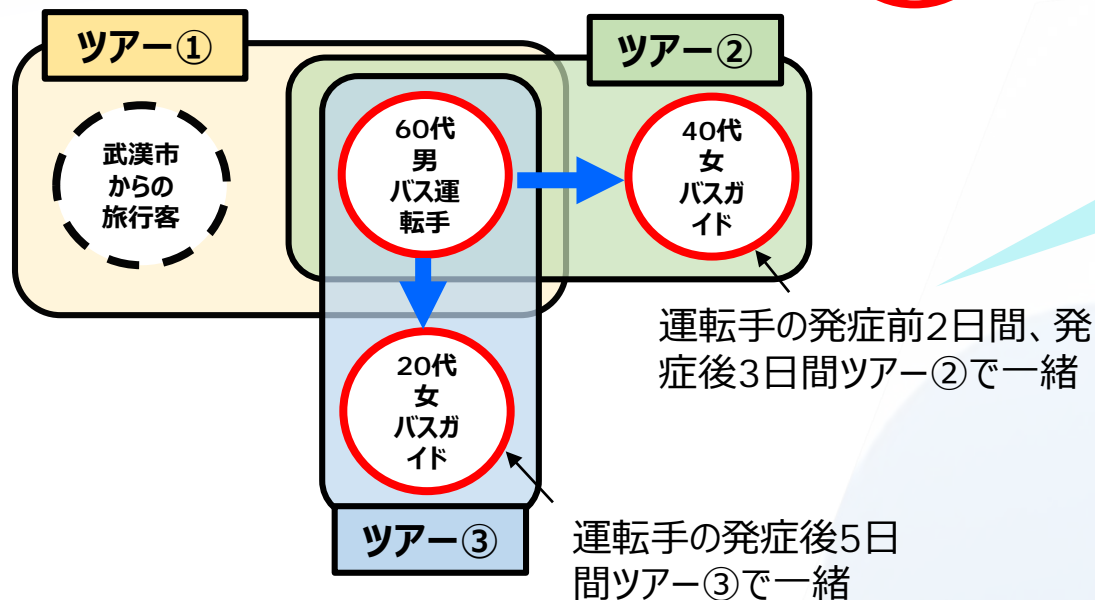 ツアー①
ツアー②
武漢市
からの
旅行客
60代
男
バス運
転手
40代
女
バスガ
イド
運転手の発症前2日間、発
症後3日間ツアー②で一緒
20代
女
バスガ
イド
ツアー③
運転手の発症後5日
間ツアー③で一緒